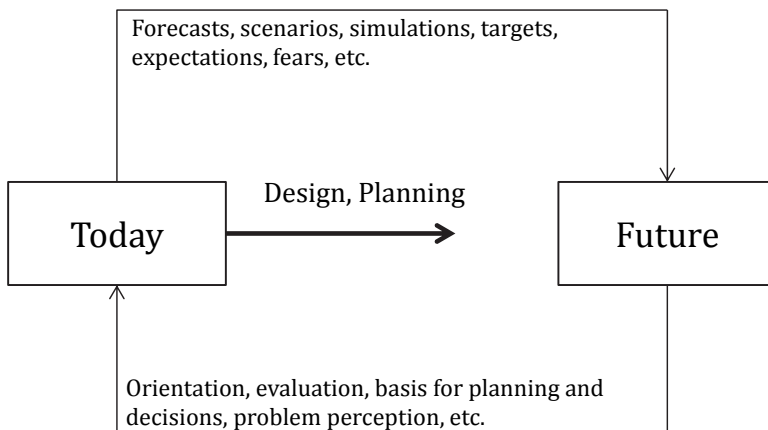 Forecasts, scenarios, simulations, targets,
expectations, fears, etc.
Design, Planning
Today
Future
Orientation, evaluation, basis for planning and
decisions, problem perception, etc.